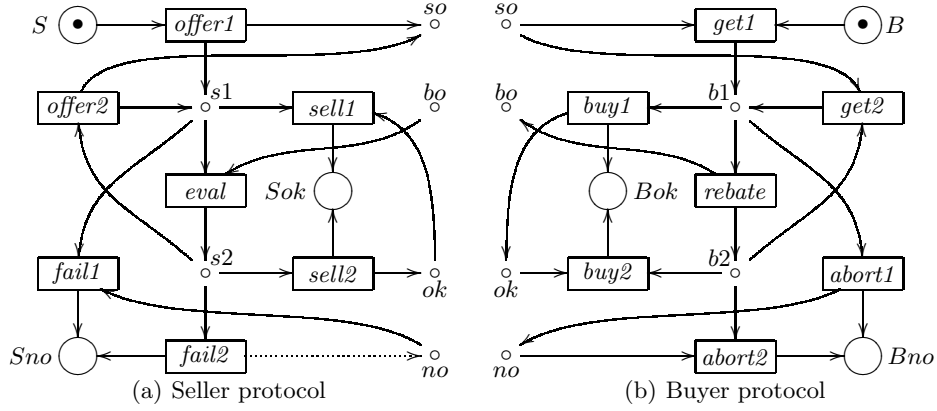 S offer1 so so get1 B
offer2 s1 sell1 bo bo buy1 b1 get2
eval Sok Bok rebate
fail1 s2 sell2 ok ok buy2 b2 abort1
Sno fail2 no no abort2 Bno
(a) Seller protocol (b) Buyer protocol